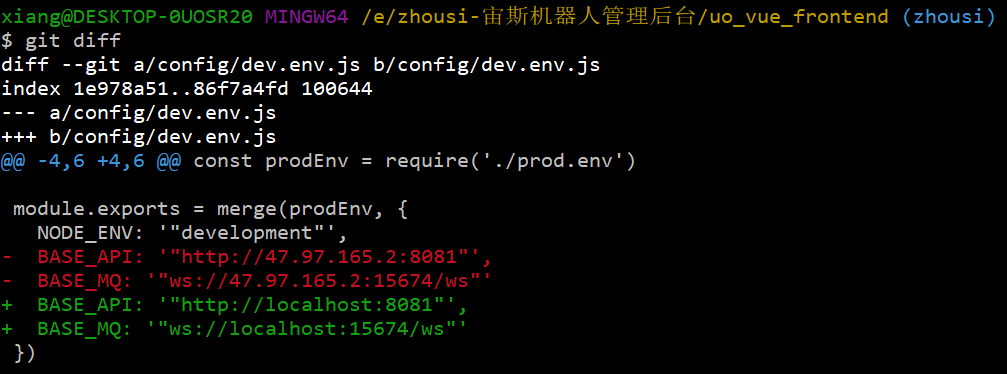 xiang@DESKTOP-0UOSR20 MINGW64 /e/zhousi-宙斯机器人管理后台/uo_vue_frontend (zhousi)
$ git diff
diff --git a/config/dev.env.js b/config/dev.env.js
index 1e978a51..86f7a4fd 100644
--- a/config/dev.env.js
+++ b/config/dev.env.js
@@ -4,6 +4,6 @@ const prodEnv = require('./prod.env')
 module.exports = merge(prodEnv, {
   NODE_ENV: '"development"',
-  BASE_API: '"http://47.97.165.2:8081"',
-  BASE_MQ: '"ws://47.97.165.2:15674/ws"'
+  BASE_API: '"http://localhost:8081"',
+  BASE_MQ: '"ws://localhost:15674/ws"'
 })